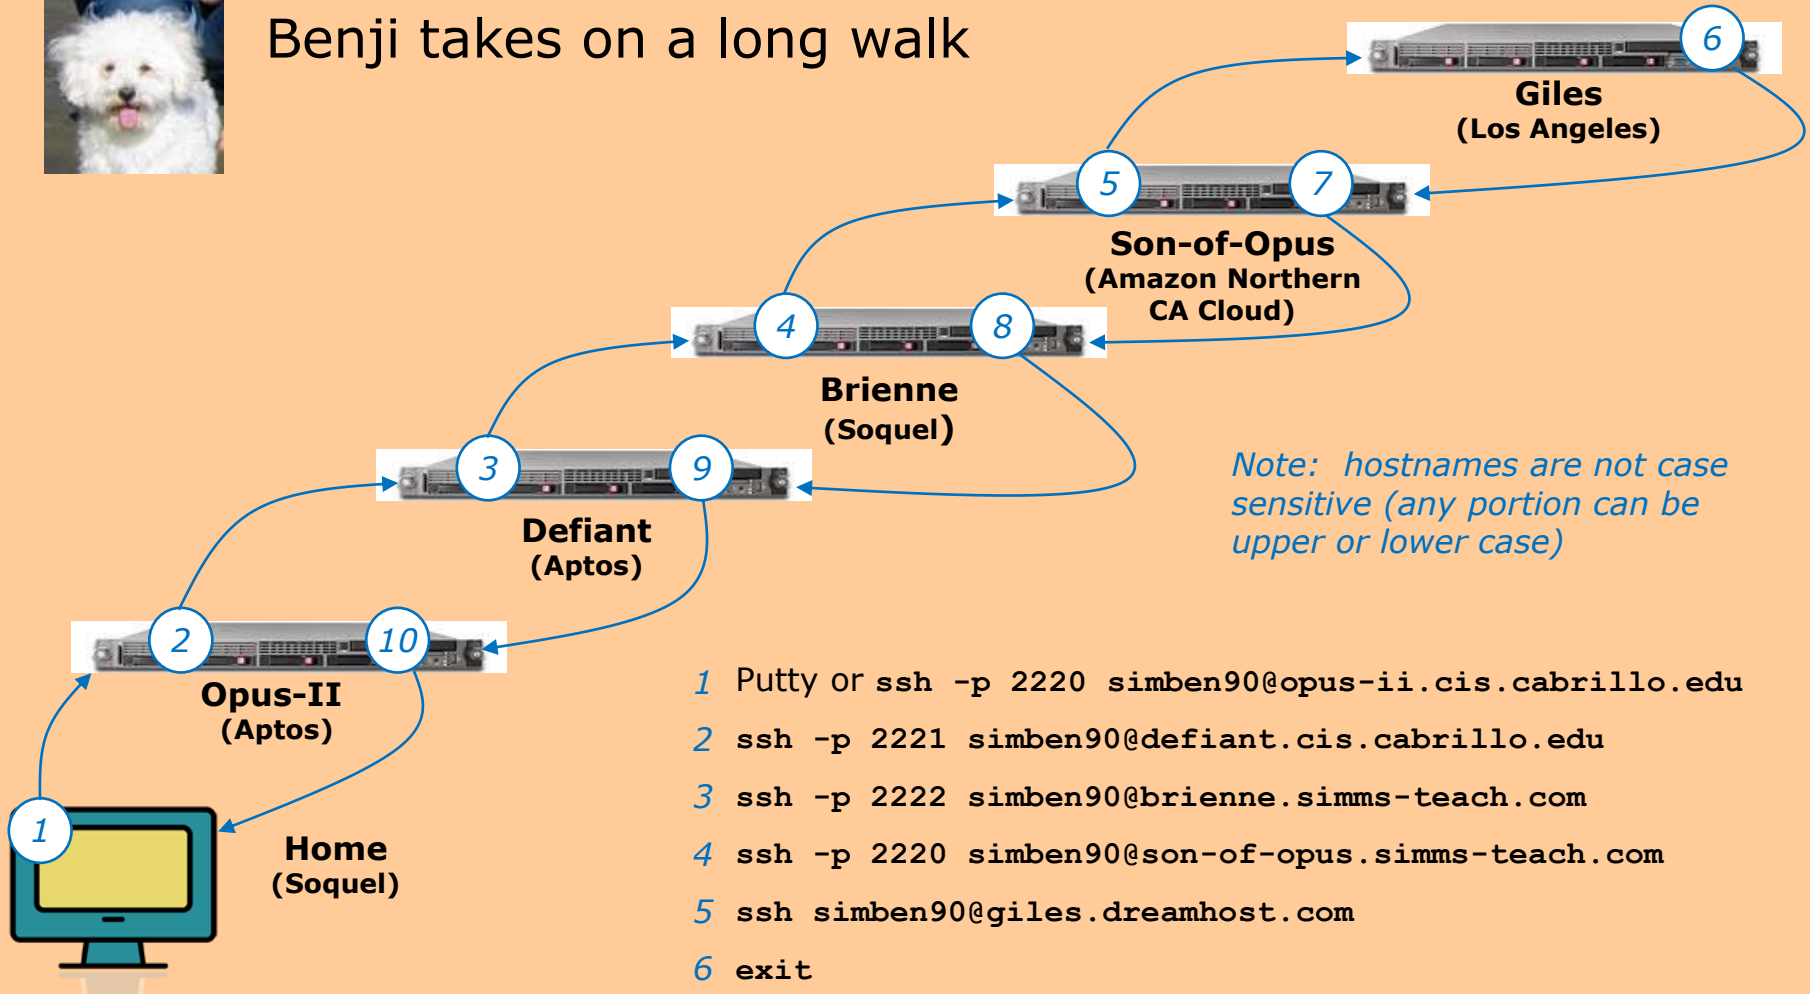 Benji takes on a long walk
6
Giles
(Los Angeles)
5
7
Son-of-Opus
(Amazon Northern
CA Cloud)
4
8
Brienne
(Soquel)
3
9
Defiant
(Aptos)
Note: hostnames are not case
sensitive (any portion can be
upper or lower case)
2
10
Opus-II
(Aptos)
1
Home
(Soquel)
1 Putty or ssh -p 2220 simben90@opus-ii.cis.cabrillo.edu
2 ssh -p 2221 simben90@defiant.cis.cabrillo.edu
3 ssh -p 2222 simben90@brienne.simms-teach.com
4 ssh -p 2220 simben90@son-of-opus.simms-teach.com
5 ssh simben90@giles.dreamhost.com
6 exit